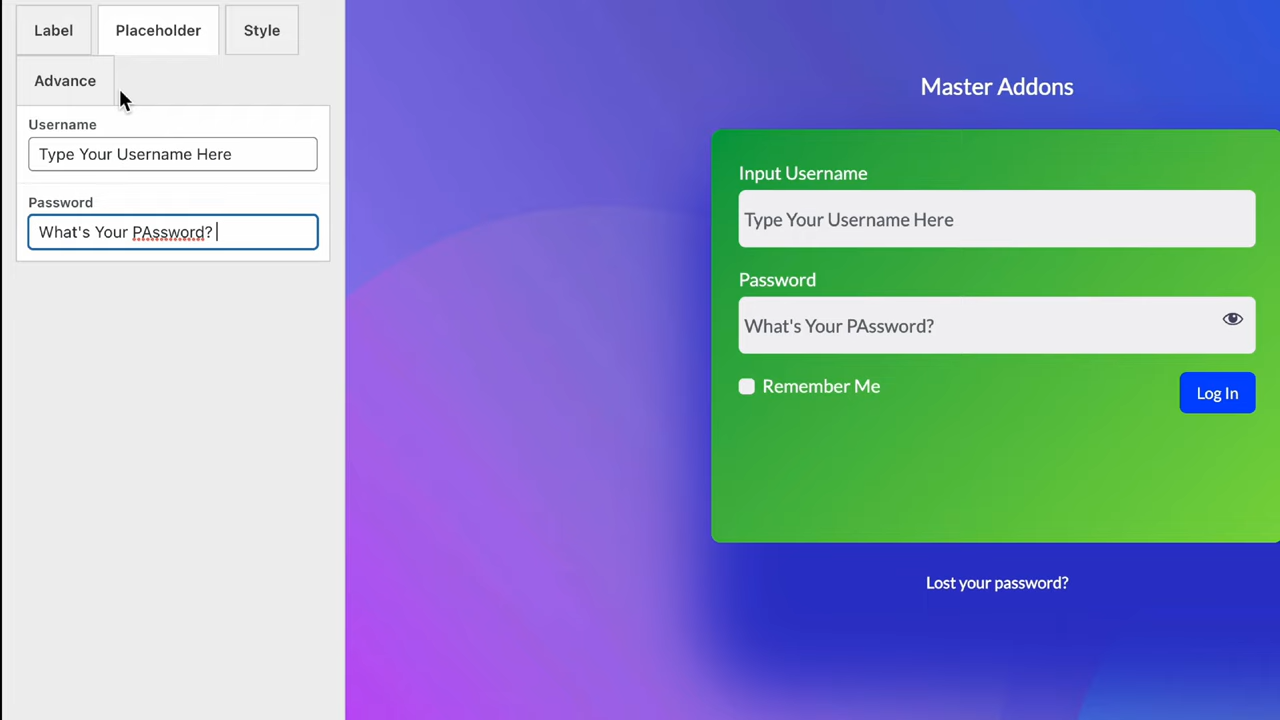 Label
Placeholder
Style
Advance
Username
Type Your Username Here
Password
What's Your PAssword?
Master Addons
Input Username
Type Your Username Here
Password
What's Your PAssword?
Remember Me
Log In
Lost your password?